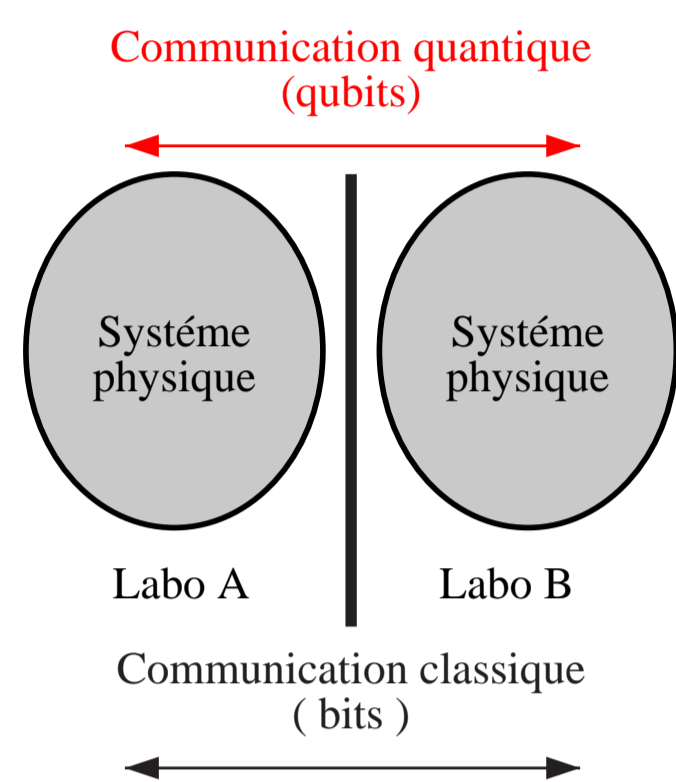 Communication quantique
(qubits)
Systéme
physique
Systéme
physique
Labo A
Labo B
Communication classique
( bits )